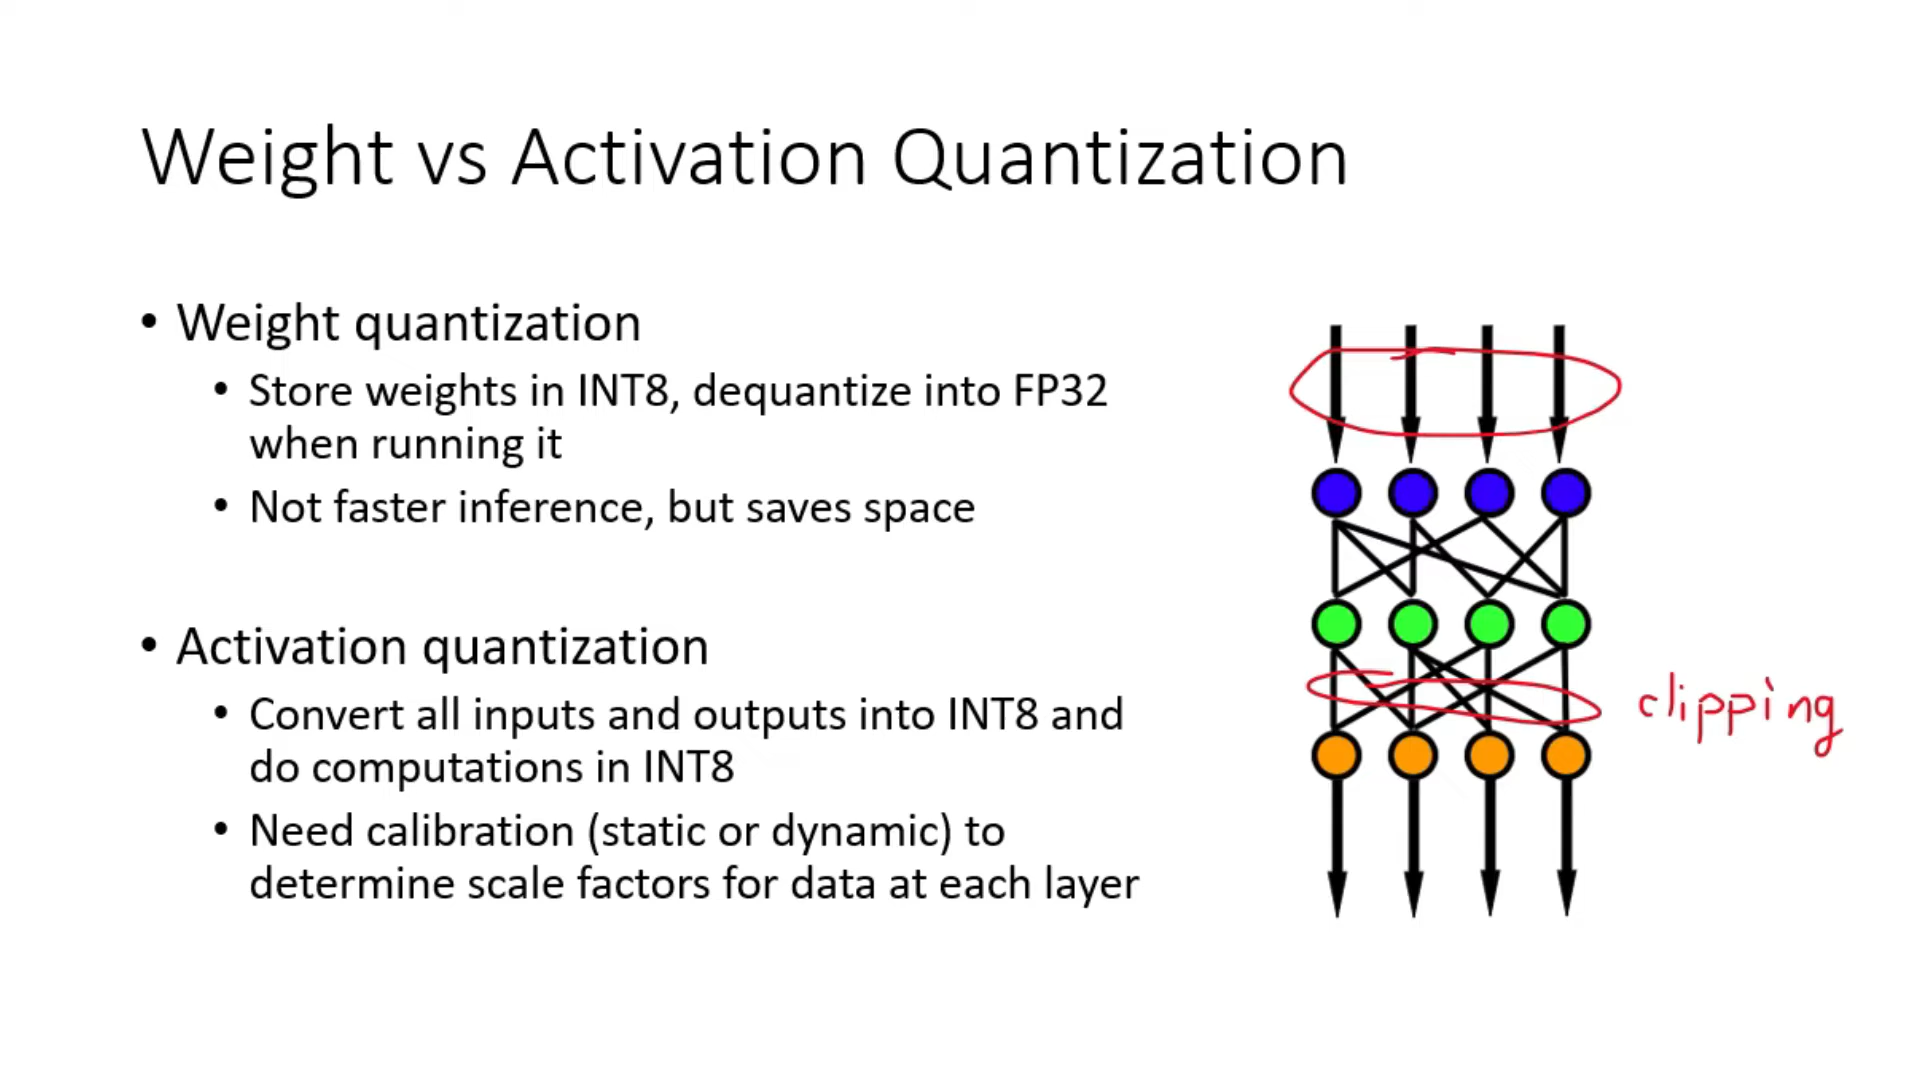 Weight vs Activation Quantization
• Weight quantization
• Store weights in INT8, dequantize into FP32
when running it
• Not faster inference, but saves space
• Activation quantization
• Convert all inputs and outputs into INT8 and
do computations in INT8
• Need calibration (static or dynamic) to
determine scale factors for data at each layer
clipping